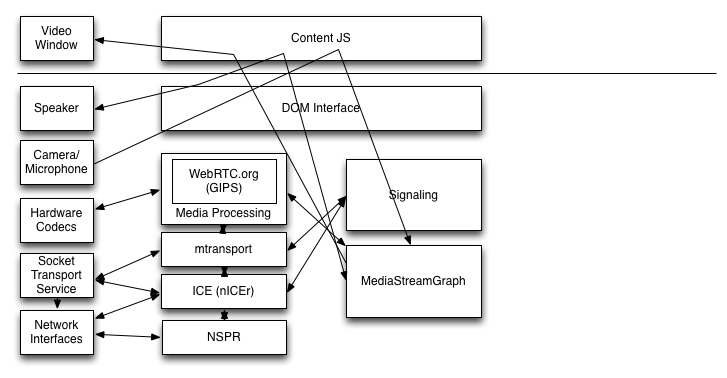 Video
Window
Content JS
Speaker
DOM Interface
Camera/
Microphone
WebRTC.org
(GIPS)
Media Processing
Signaling
Hardware
Codecs
mtransport
Socket
Transport
Service
ICE (nICEr)
MediaStreamGraph
Network
Interfaces
NSPR